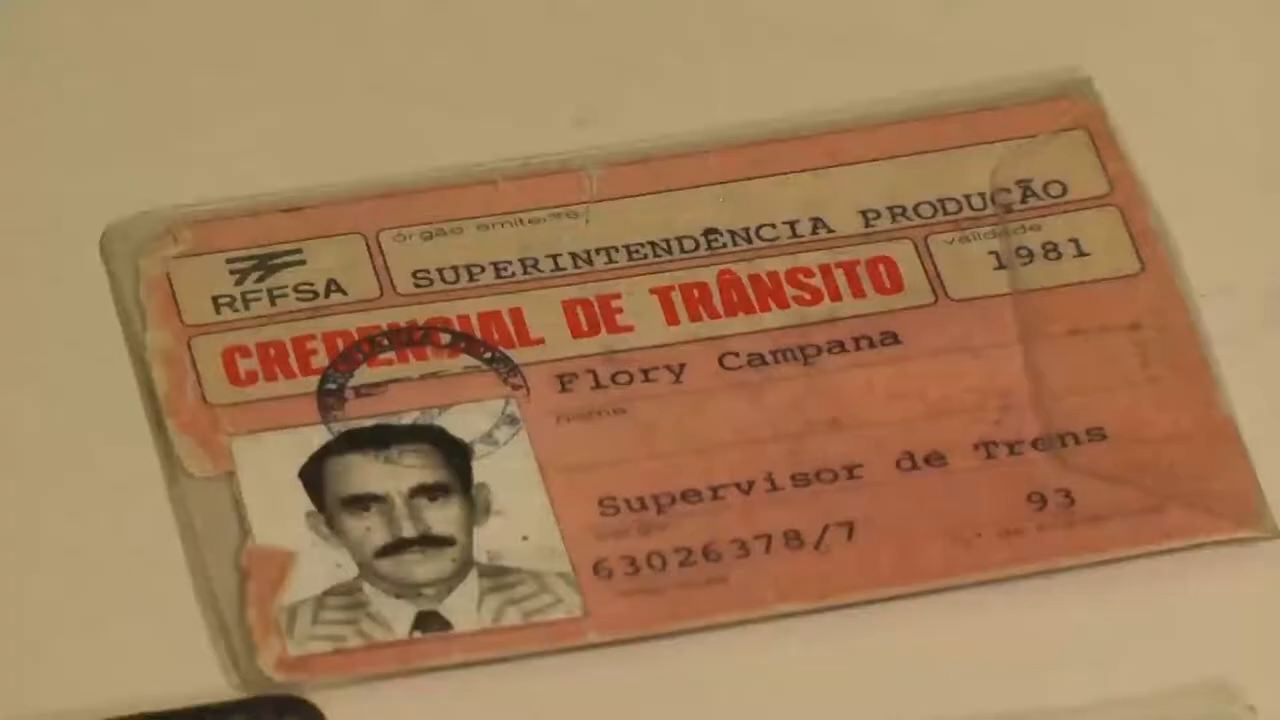 órgão emitente
SUPERINTENDÊNCIA PRODUÇÃO
RFFSA
validade
1981
CREDENCIAL DE TRÂNSITO
Flory Campana
nome
Supervisor de Trens
cargo
63026378/7
93